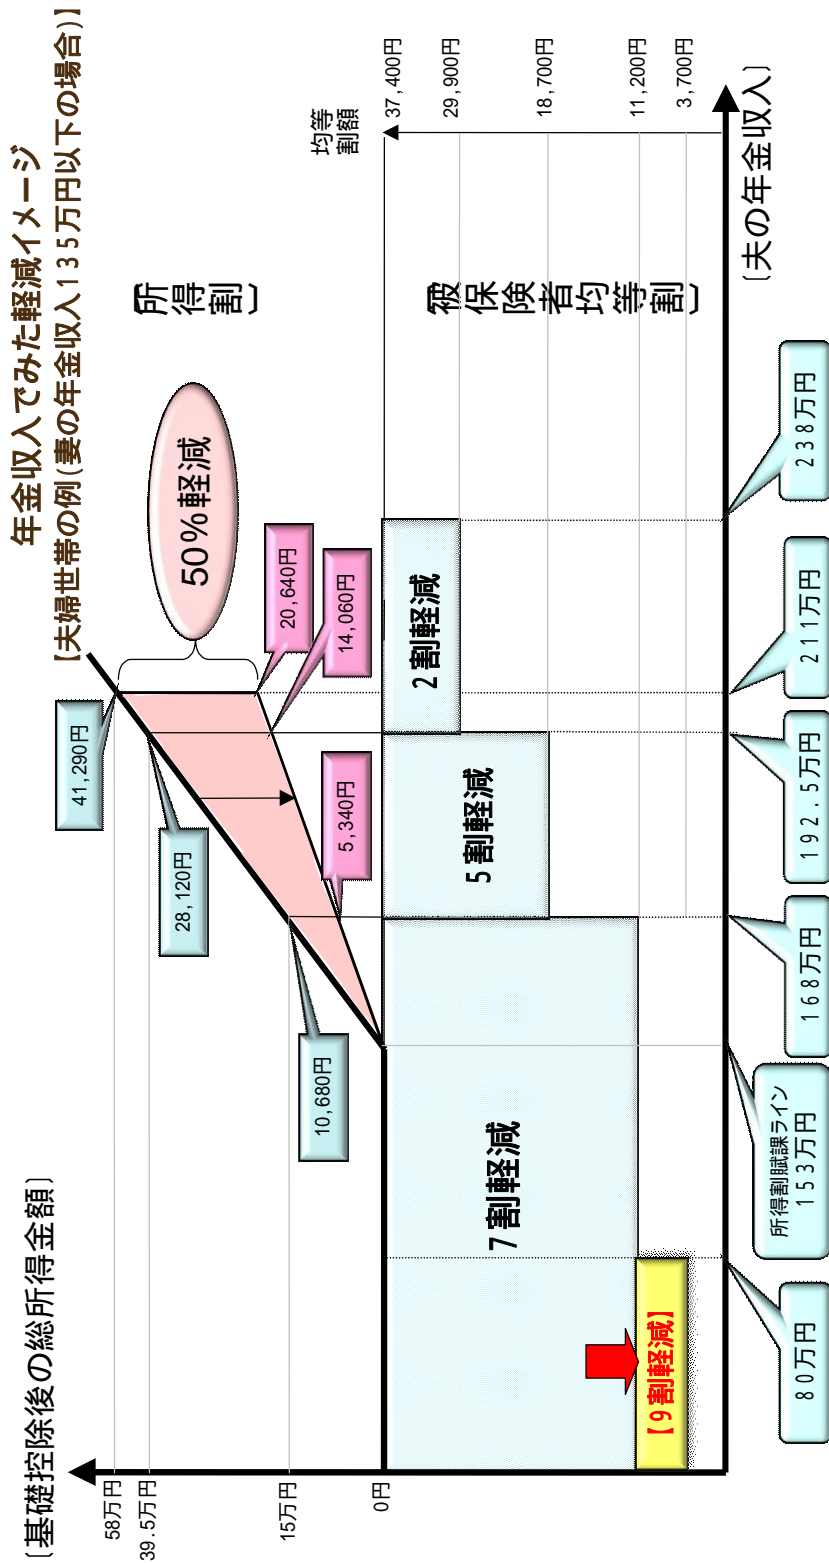 年金収入でみた軽減イメージ
【夫婦世帯の例(妻の年金収入135万円以下の場合)】
〔基礎控除後の総所得金額〕
58万円
39.5万円
15万円
0円
41,290円
28,120円
10,680円
50%軽減
20,640円
14,060円
5,340円
〔所得割〕
均等
割額
37,400円
29,900円
18,700円
11,200円
3,700円
〔被保険者均等割〕
7割軽減
5割軽減
2割軽減
【9割軽減】
80万円
所得割賦課ライン
153万円
168万円
192.5万円
211万円
238万円
〔夫の年金収入〕